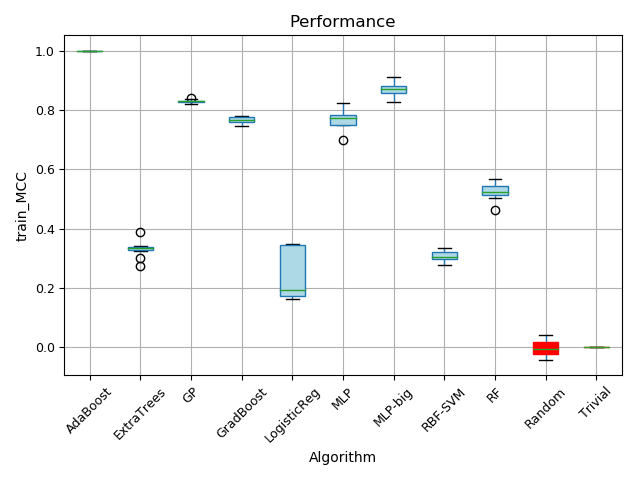 Performance
train_MCC
1.0
0.8
0.6
0.4
0.2
0.0
AdaBoost
ExtraTrees
GP
GradBoost
LogisticReg
MLP
MLP-big
RBF-SVM
RF
Random
Trivial
Algorithm